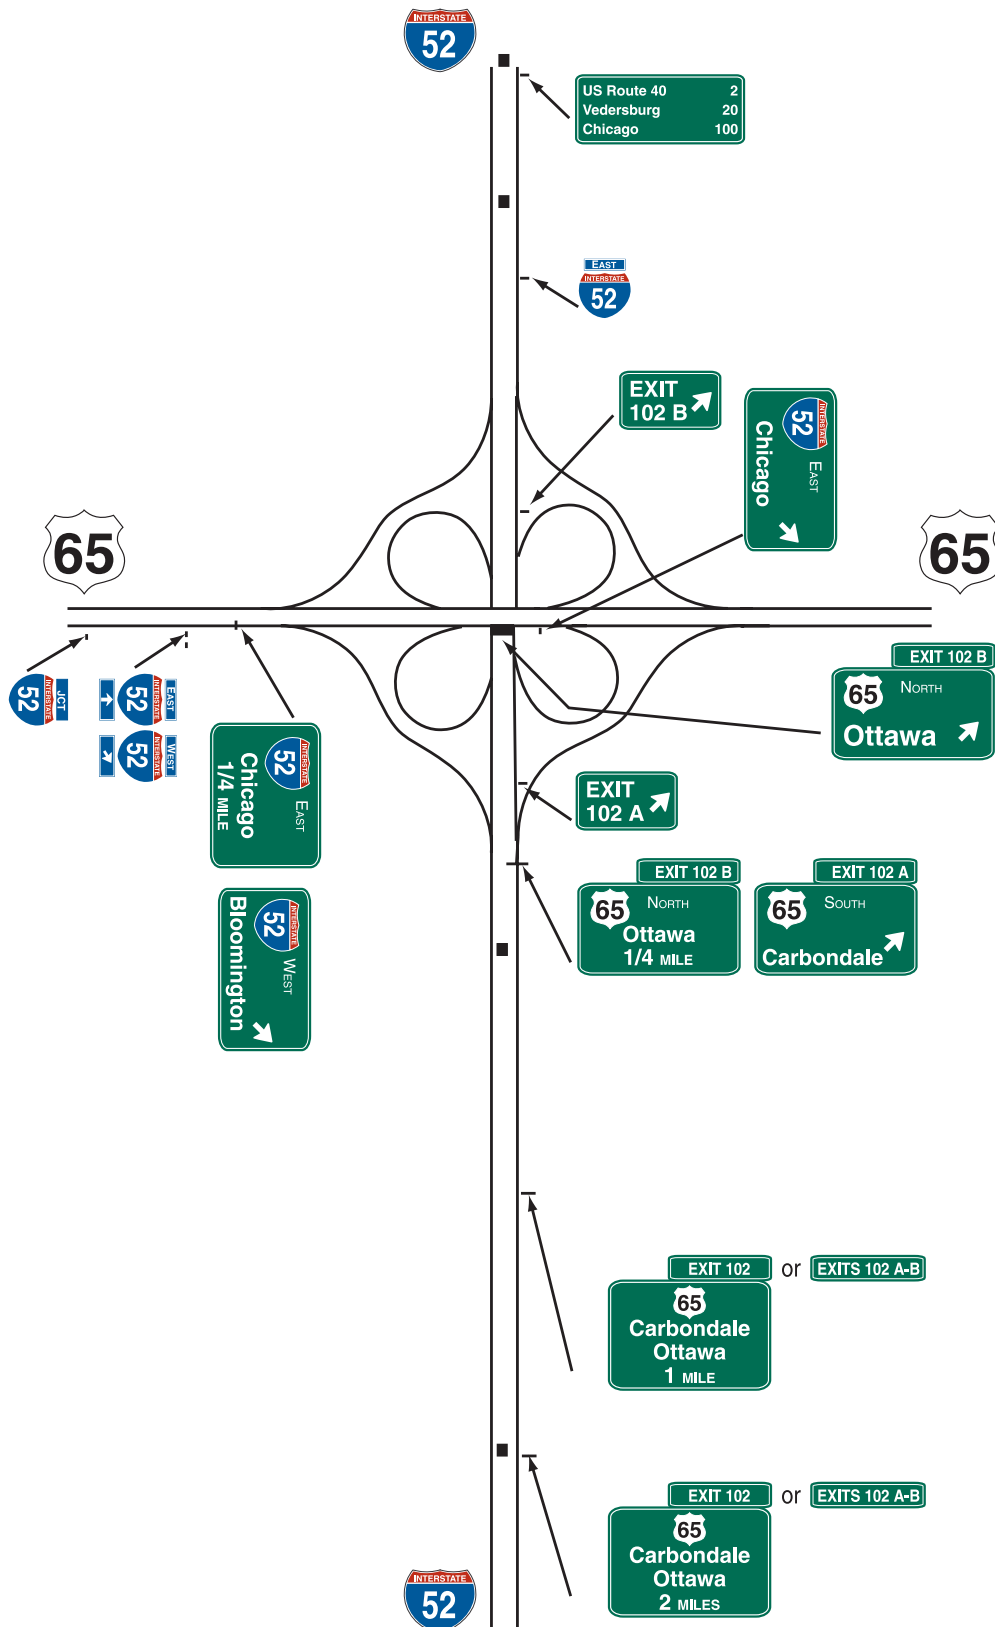 INTERSTATE
52
US Route 40 2
Vedersburg 20
Chicago 100
EAST
INTERSTATE
52
EXIT
102 B
INTERSTATE
52
EAST
Chicago
65
65
EXIT 102 B
65 NORTH
Ottawa
JCT
INTERSTATE
52
EAST
INTERSTATE
52
WEST
INTERSTATE
52
INTERSTATE
52
EAST
Chicago
1/4 MILE
EXIT
102 A
EXIT 102 B
65 NORTH
Ottawa
1/4 MILE
EXIT 102 A
65 SOUTH
Carbondale
INTERSTATE
52
WEST
Bloomington
EXIT 102 or EXITS 102 A-B
65
Carbondale
Ottawa
1 MILE
EXIT 102 or EXITS 102 A-B
65
Carbondale
Ottawa
2 MILES
INTERSTATE
52